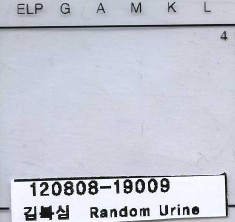 ELP G A M K L
4
120808-19009
김복심 Random Urine